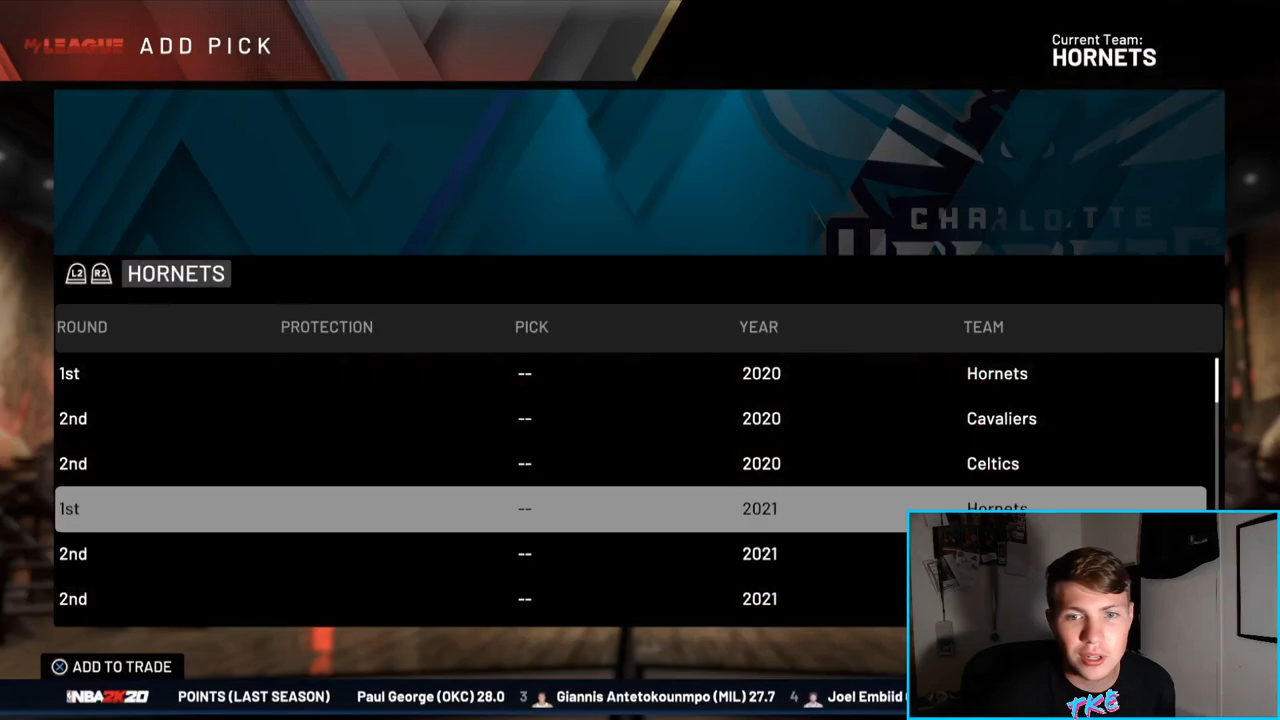 MyLEAGUE ADD PICK
Current Team:
HORNETS
CHARLOTTE
L2 R2 HORNETS
ROUND PROTECTION PICK YEAR TEAM
1st -- 2020 Hornets
2nd -- 2020 Cavaliers
2nd -- 2020 Celtics
1st -- 2021 Hornets
2nd -- 2021
2nd -- 2021
ADD TO TRADE
NBA2K20 POINTS (LAST SEASON) Paul George (OKC) 28.0 3 Giannis Antetokounmpo (MIL) 27.7 4 Joel Embiid
TKE